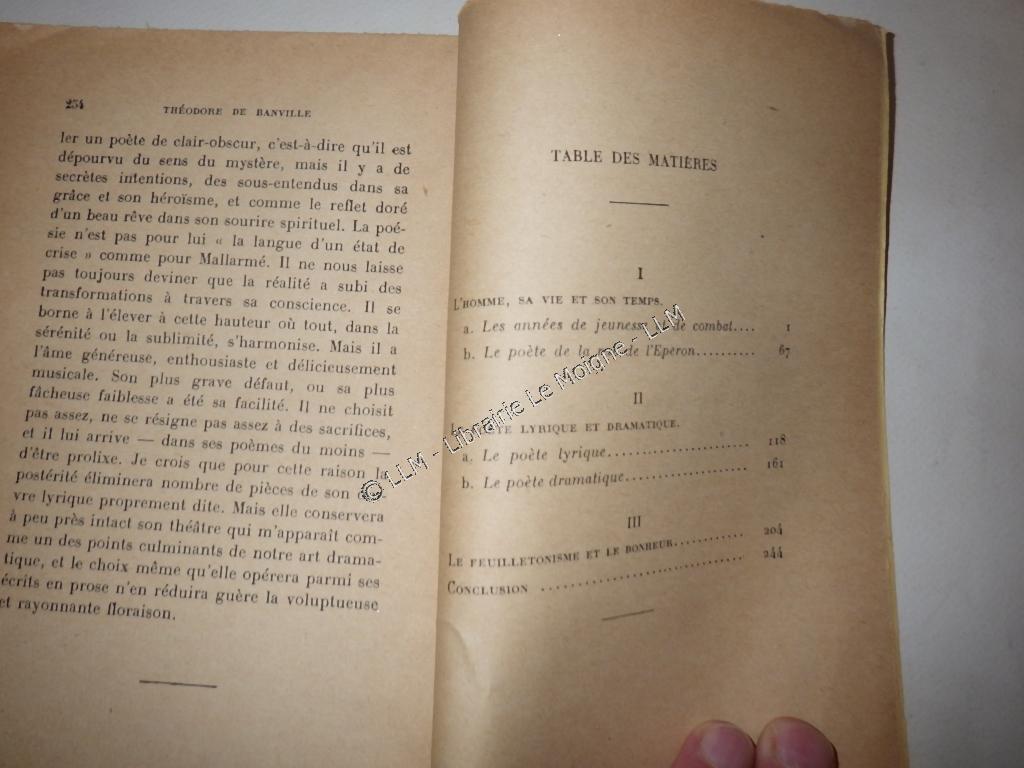 254 THÉODORE DE BANVILLE
ler un poète de clair-obscur, c'est-à-dire qu'il est
dépourvu du sens du mystère, mais il y a de
secrètes intentions, des sous-entendus dans sa
grâce et son héroïsme, et comme le reflet doré
d'un beau rêve dans son sourire spirituel. La poé-
sie n'est pas pour lui « la langue d'un état de
crise » comme pour Mallarmé. Il ne nous laisse
pas toujours deviner que la réalité a subi des
transformations à travers sa conscience. Il se
borne à l'élever à cette hauteur où tout, dans la
sérénité ou la sublimité, s'harmonise. Mais il a
l'âme généreuse, enthousiaste et délicieusement
musicale. Son plus grave défaut, ou sa plus
fâcheuse faiblesse a été sa facilité. Il ne choisit
pas assez, ne se résigne pas assez à des sacrifices,
et il lui arrive — dans ses poèmes du moins —
d'être prolixe. Je crois que pour cette raison la
postérité éliminera nombre de pièces de son
vre lyrique proprement dite. Mais elle conservera
à peu près intact son théâtre qui m'apparaît com-
me un des points culminants de notre art drama-
tique, et le choix même qu'elle opérera parmi ses
écrits en prose n'en réduira guère la voluptueuse
et rayonnante floraison.
TABLE DES MATIÈRES
I
L'HOMME, SA VIE ET SON TEMPS.
a. Les années de jeunesse de combat.... 1
b. Le poète de la de l'Eperon.......... 67
II
LYRIQUE ET DRAMATIQUE.
a. Le poète lyrique.................... 118
b. Le poète dramatique................. 161
III
LE FEUILLETONISME ET LE BONHEUR........... 204
CONCLUSION ............................ 244
© LLM - Librairie Le Moigne - LLM